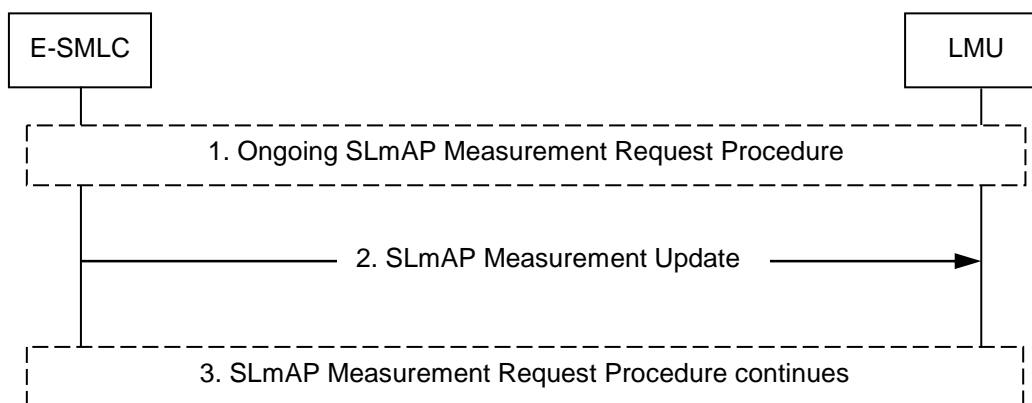 E-SMLC
LMU
1. Ongoing SLmAP Measurement Request Procedure
2. SLmAP Measurement Update
3. SLmAP Measurement Request Procedure continues